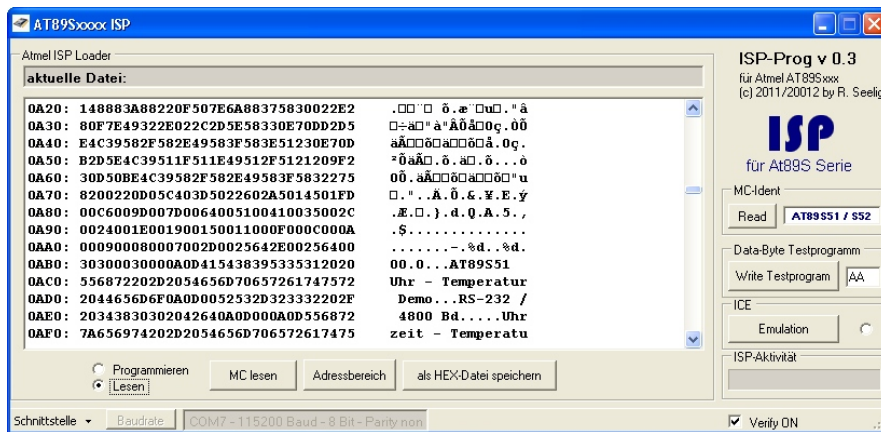 AT89Sxxxx ISP
Atmel ISP Loader
aktuelle Datei:
0A20: 148883A88220F507E6A88375830022E2
0A30: 80F7E49322E022C2D5E58330E70DD2D5
0A40: E4C39582F582E49583F583E51230E70D
0A50: B2D5E4C39511F511E49512F5121209F2
0A60: 30D50BE4C39582F582E49583F5832275 0Õ.äÃ▯▯õ▯ä▯▯õ▯"u
0A70: 8200220D05C403D5022602A5014501FD ▯."..Ä.Õ.&.¥.E.ý
0A80: 00C6009D007D0064005100410035002C .Æ.▯.}.d.Q.A.5.,
0A90: 0024001E001900150011000F000C000A .$..............
0AA0: 000900080007002D0025642E00256400 .......-.%d..%d.
0AB0: 30300030000A0D415438395335312020 00.0...AT89S51
0AC0: 556872202D2054656D70657261747572 Uhr - Temperatur
0AD0: 2044656D6F0A0D0052532D323332202F Demo...RS-232 /
0AE0: 20343830302042640A0D000A0D556872 4800 Bd.....Uhr
0AF0: 7A656974202D2054656D706572617475 zeit - Temperatu
Programmieren
Lesen
MC lesen
Adressbereich
als HEX-Datei speichern
ISP-Prog v 0.3
für Atmel AT89Sxxx
(c) 2011/20012 by R. Seelig
ISP
für At89S Serie
MC-Ident
Read
AT89S51 / S52
Data-Byte Testprogramm
Write Testprogram
AA
ICE
Emulation
ISP-Aktivität
Schnittstelle
Baudrate
COM7 - 115200 Baud - 8 Bit - Parity non
Verify ON